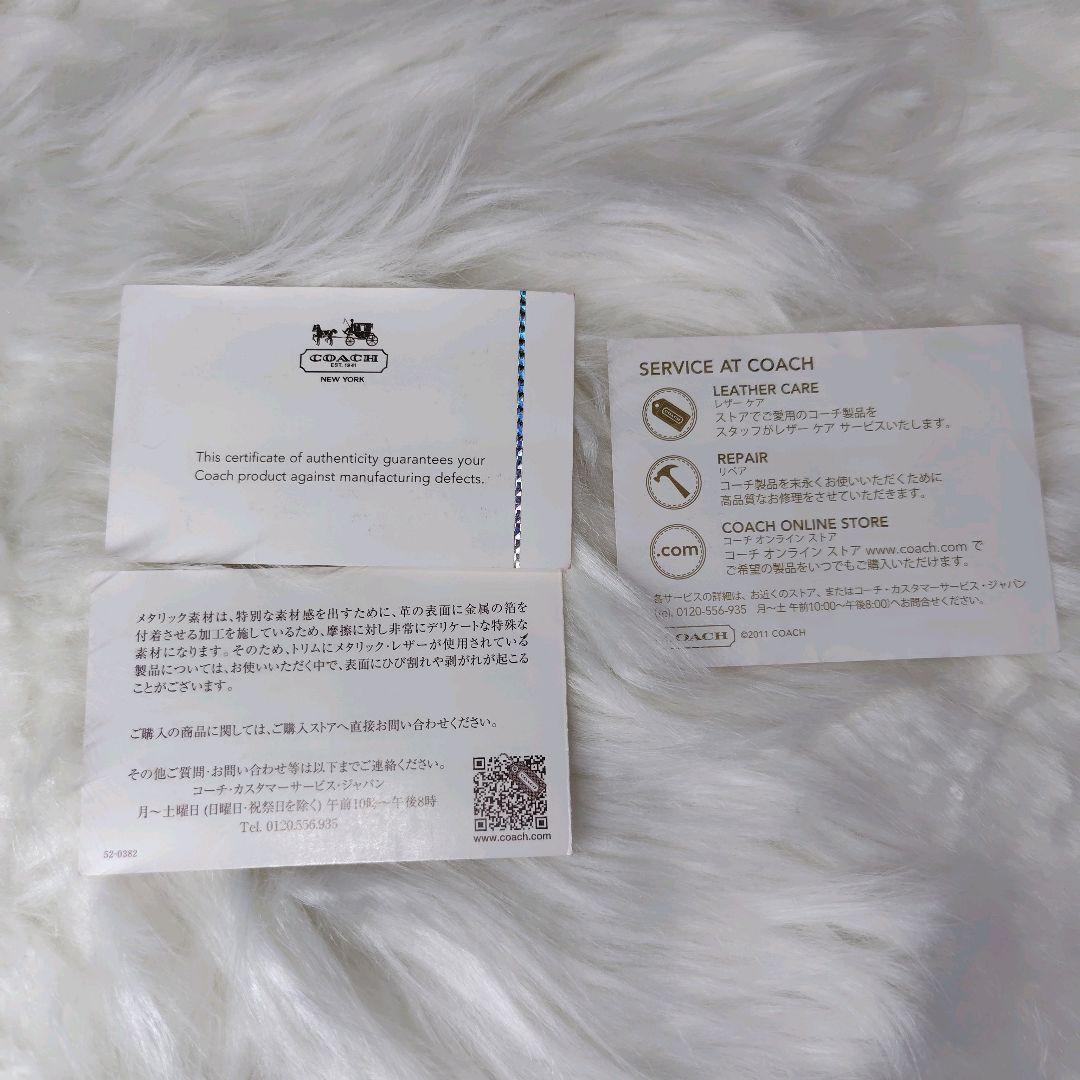 COACH
EST. 1941
NEW YORK
This certificate of authenticity guarantees your
Coach product against manufacturing defects.
メタリック素材は、特別な素材感を出すために、革の表面に金属の箔を
付着させる加工を施しているため、摩擦に対し非常にデリケートな特殊な
素材になります。そのため、トリムにメタリック・レザーが使用されている
製品については、お使いいただく中で、表面にひび割れや剥がれが起こる
ことがございます。
ご購入の商品に関しては、ご購入ストアへ直接お問い合わせください。
その他ご質問・お問い合わせ等は以下までご連絡ください。
コーチ・カスタマーサービス・ジャパン
月〜土曜日 (日曜日・祝祭日を除く) 午前10時〜午後8時
Tel. 0120.556.935
www.coach.com
52-0382
SERVICE AT COACH
LEATHER CARE
レザー ケア
ストアでご愛用のコーチ製品を
スタッフがレザー ケア サービスいたします。
REPAIR
リペア
コーチ製品を末永くお使いいただくために
高品質なお修理をさせていただきます。
.com
COACH ONLINE STORE
コーチ オンライン ストア
コーチ オンライン ストア www.coach.com で
ご希望の製品をいつでもご購入いただけます。
各サービスの詳細は、お近くのストア、またはコーチ・カスタマーサービス・ジャパン
(tel. 0120-556-935 月〜土 午前10:00〜午後8:00)へお問合せください。
COACH ©2011 COACH